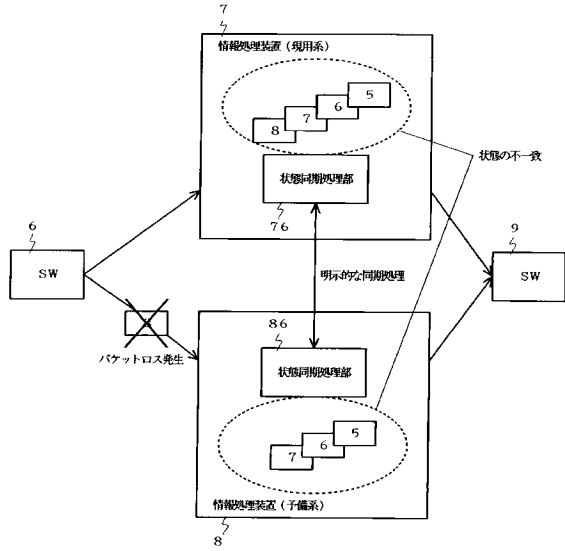 7
情報処理装置（現用系）
5
6
7
8
状態の不一致
状態同期処理部
76
6
SW
9
SW
明示的な同期処理
パケットロス発生
86
状態同期処理部
5
6
7
情報処理装置（予備系）
8